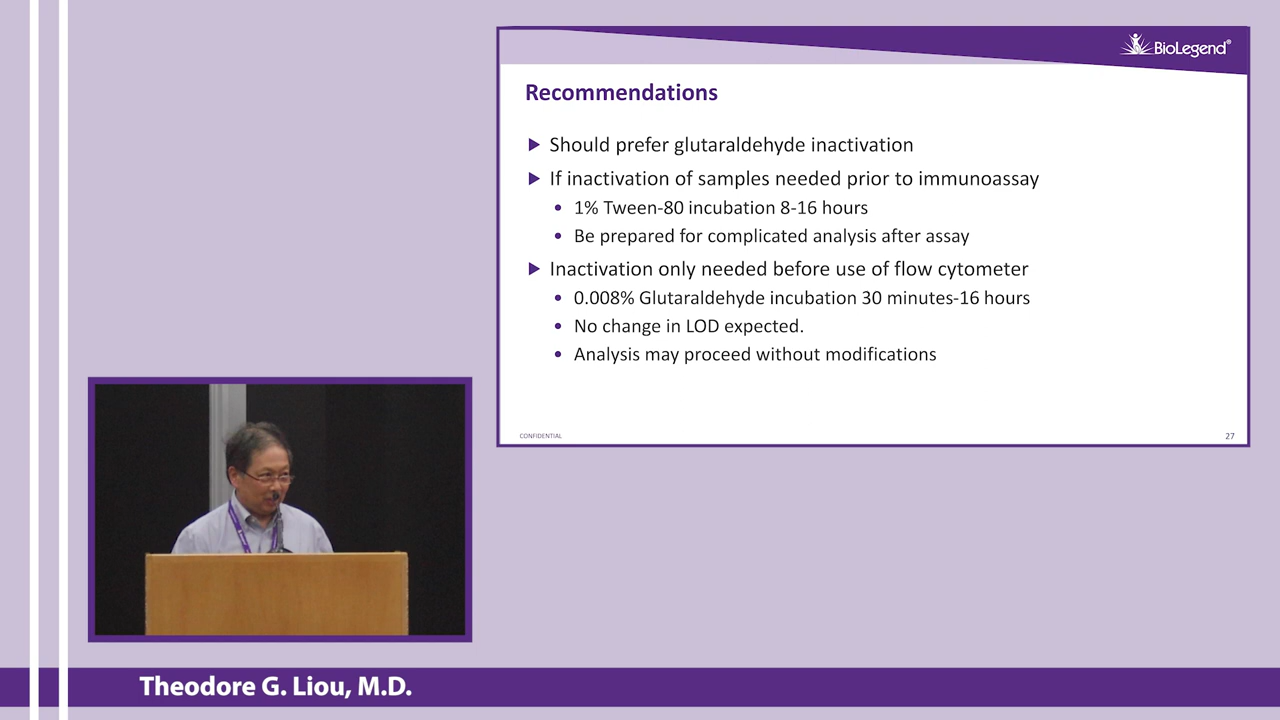 BioLegend®
Recommendations
Should prefer glutaraldehyde inactivation
If inactivation of samples needed prior to immunoassay
1% Tween-80 incubation 8-16 hours
Be prepared for complicated analysis after assay
Inactivation only needed before use of flow cytometer
0.008% Glutaraldehyde incubation 30 minutes-16 hours
No change in LOD expected.
Analysis may proceed without modifications
CONFIDENTIAL
27
Theodore G. Liou, M.D.